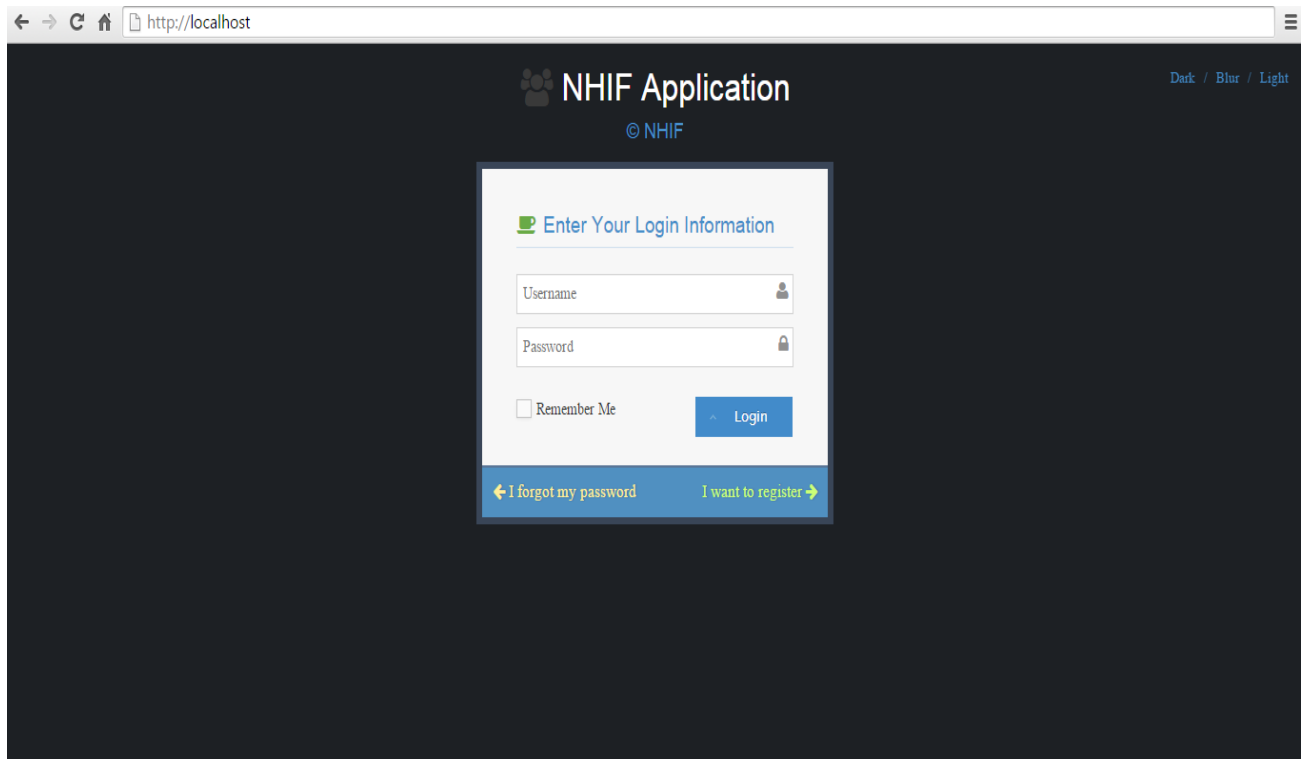 http://localhost
NHIF Application
Dark / Blur / Light
© NHIF
Enter Your Login Information
Username
Password
Remember Me
Login
I forgot my password
I want to register